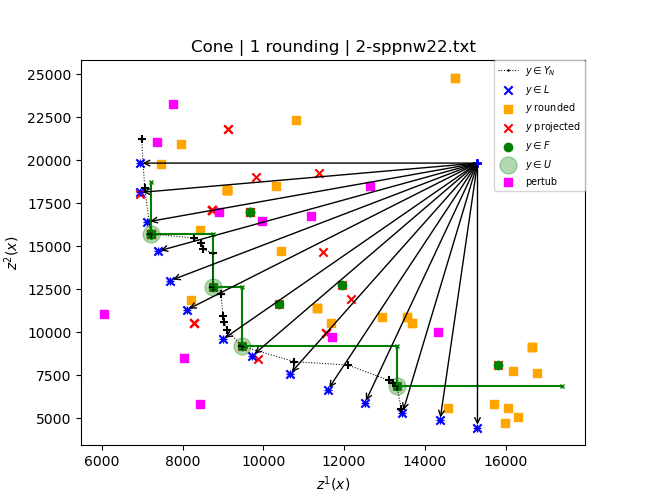 Cone | 1 rounding | 2-sppnw22.txt
z²(x)
25000
22500
20000
17500
15000
12500
10000
7500
5000
6000 8000 10000 12000 14000 16000
z¹(x)
y ∈ Y_N
y ∈ L
y rounded
y projected
y ∈ F
y ∈ U
pertub